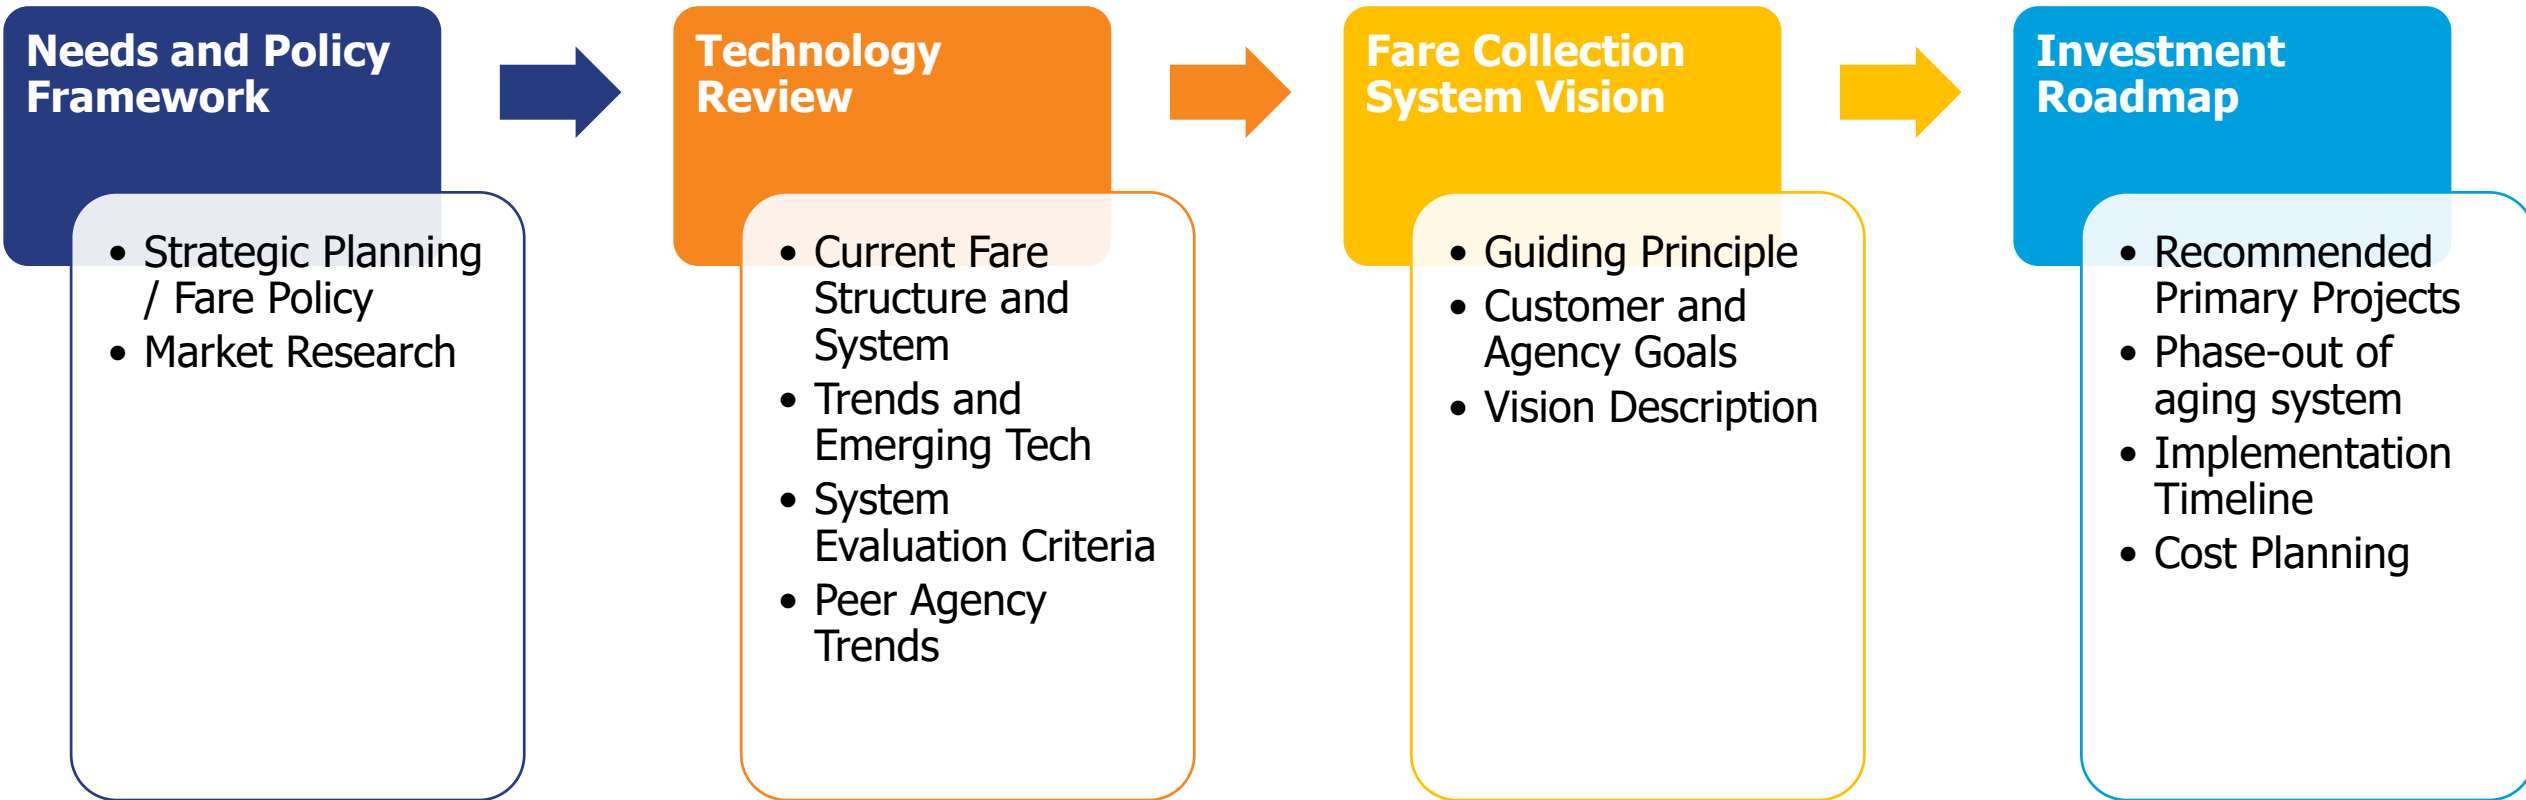 Needs and Policy
Framework
• Strategic Planning
/ Fare Policy
• Market Research
Technology
Review
• Current Fare
Structure and
System
• Trends and
Emerging Tech
• System
Evaluation Criteria
• Peer Agency
Trends
Fare Collection
System Vision
• Guiding Principle
• Customer and
Agency Goals
• Vision Description
Investment
Roadmap
• Recommended
Primary Projects
• Phase-out of
aging system
• Implementation
Timeline
• Cost Planning